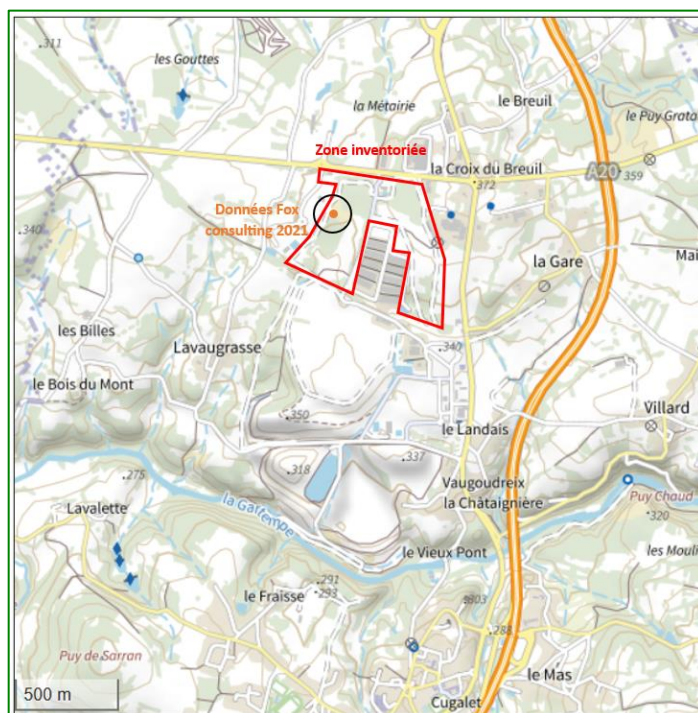 311
les Gouttes
la Métairie
le Breuil
le Puy Grata
Zone inventoriée
la Croix du Breuil
A20
359
372
Données Fox
consulting 2021
340
la Gare
Mai
les Billes
Lavaugrasse
340
le Bois du Mont
Villard
350
le Landais
318
337
275
Vaugoudreix
la Châtaignière
Puy Chaud
Lavalette
la Gartempe
320
le Vieux Pont
les Mouli
291
293
le Fraisse
303
288
Puy de Sarran
le Mas
500 m
Cugalet